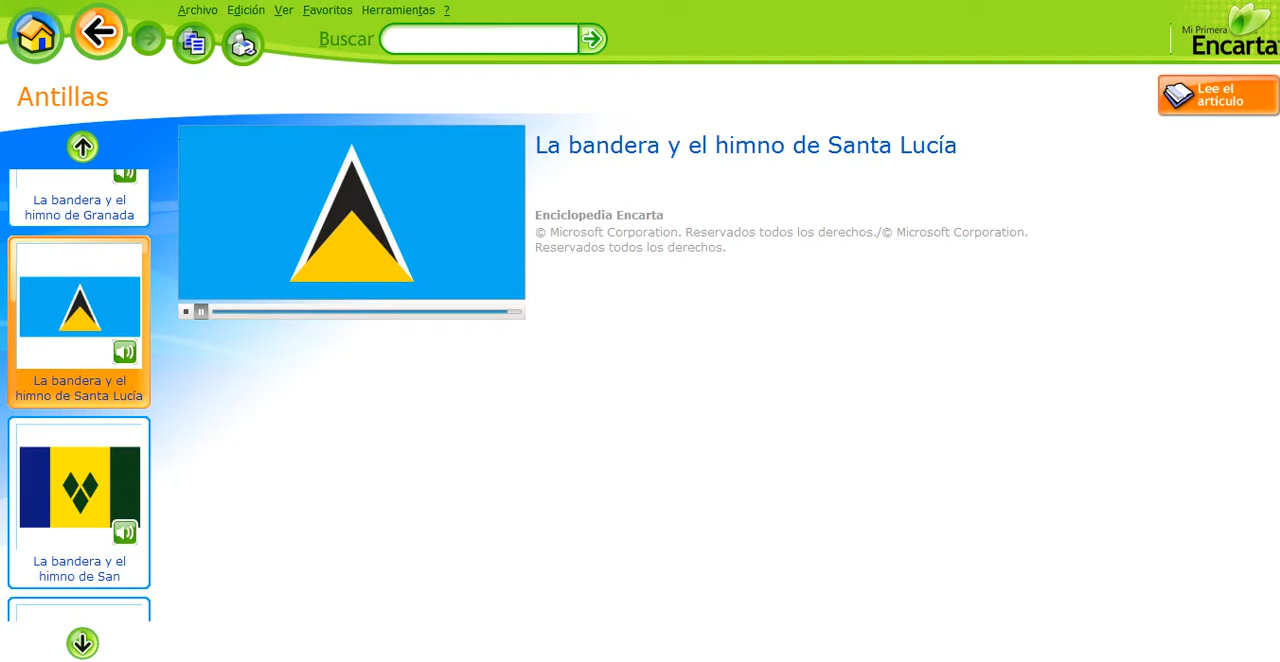 Archivo Edición Ver Favoritos Herramientas ?
Buscar
Mi Primera
Encarta
Antillas
Lee el
artículo
La bandera y el
himno de Granada
La bandera y el himno de Santa Lucía
Enciclopedia Encarta
© Microsoft Corporation. Reservados todos los derechos./© Microsoft Corporation.
Reservados todos los derechos.
La bandera y el
himno de Santa Lucía
La bandera y el
himno de San